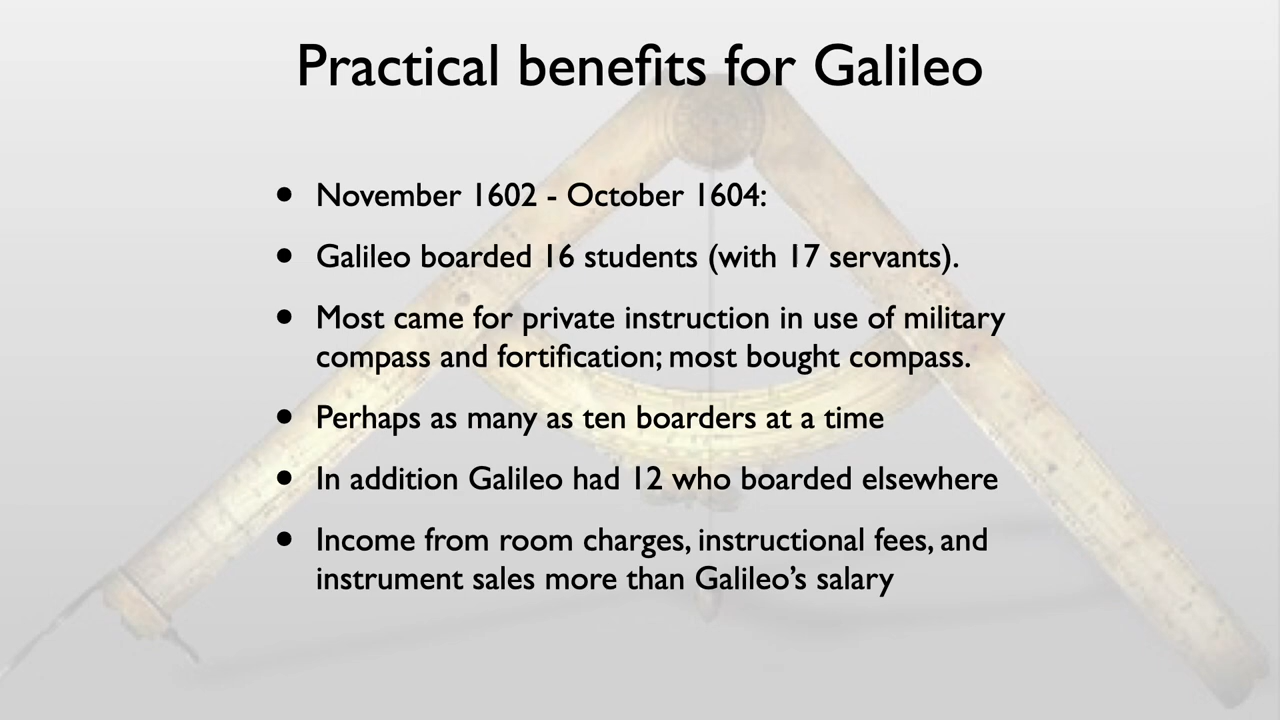 Practical benefits for Galileo
• November 1602 - October 1604:
• Galileo boarded 16 students (with 17 servants).
• Most came for private instruction in use of military
compass and fortification; most bought compass.
• Perhaps as many as ten boarders at a time
• In addition Galileo had 12 who boarded elsewhere
• Income from room charges, instructional fees, and
instrument sales more than Galileo’s salary